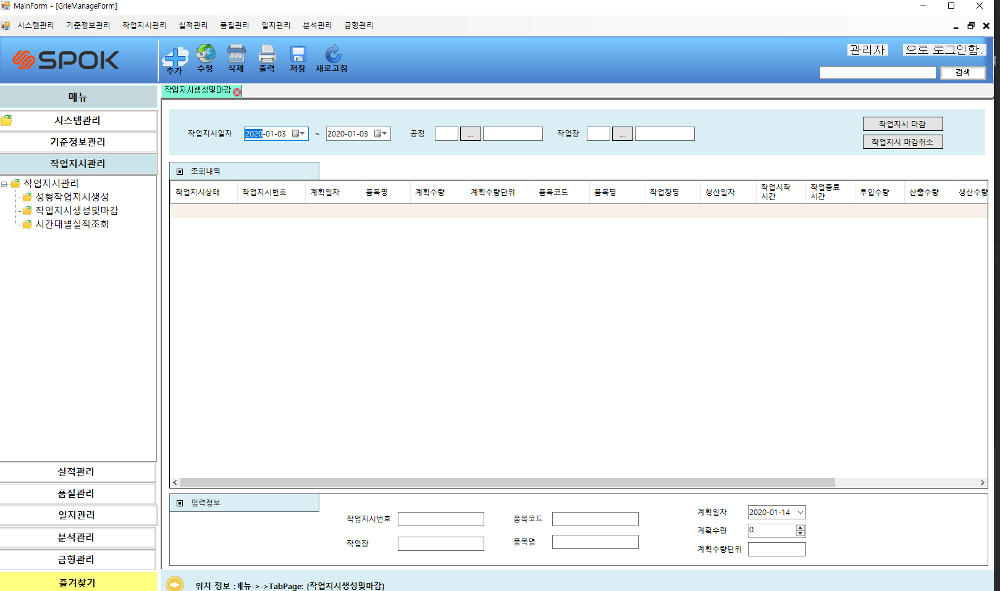 MainForm - [GrieManageForm]
시스템관리 기준정보관리 작업지시관리 실적관리 품질관리 일지관리 분석관리 금형관리
SPOK
추가 수정 삭제 출력 저장 새로고침
관리자 으로 로그인함.
검색
메뉴
작업지시생성및마감
시스템관리
기준정보관리
작업지시관리
작업지시관리
성형작업지시생성
작업지시생성및마감
시간대별실적조회
실적관리
품질관리
일지관리
분석관리
금형관리
즐겨찾기
작업지시일자 2020-01-03 ~ 2020-01-03 공정 ... 작업장 ...
작업지시 마감
작업지시 마감취소
조회내역
작업지시상태 작업지시번호 계획일자 품목명 계획수량 계획수량단위 품목코드 품목명 작업장명 생산일자 작업시작 시간 작업종료 시간 투입수량 산출수량 생산수량
입력정보
작업지시번호 품목코드 계획일자 2020-01-14
계획수량 0
작업장 품목명 계획수량단위
위치 정보 :메뉴->->TabPage: {작업지시생성및마감}